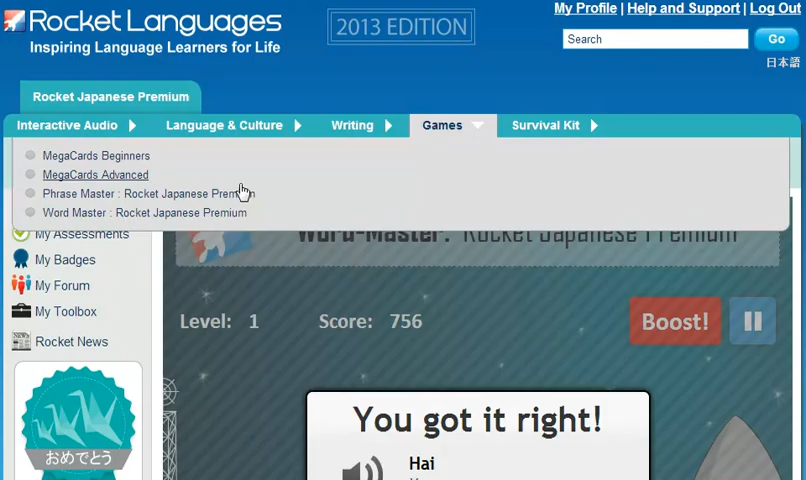 My Profile | Help and Support | Log Out
Rocket Languages
Inspiring Language Learners for Life
2013 EDITION
Search
Go
日本語
Rocket Japanese Premium
Interactive Audio
Language & Culture
Writing
Games
Survival Kit
MegaCards Beginners
MegaCards Advanced
Phrase Master : Rocket Japanese Premium
Word Master : Rocket Japanese Premium
My Assessments
Word-Master: Rocket Japanese Premium
My Badges
My Forum
My Toolbox
NEWS
Rocket News
Level: 1
Score: 756
Boost!
You got it right!
Hai
おめでとう